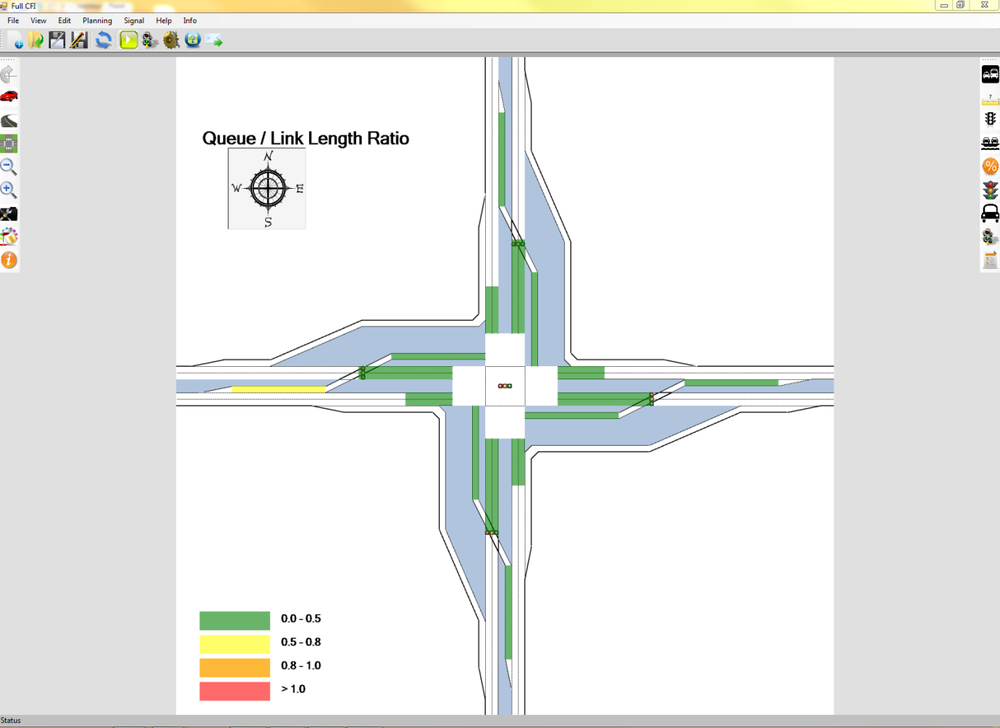 Full CFI
File View Edit Planning Signal Help Info
Queue / Link Length Ratio
N
W E
S
?
%
i
0.0 - 0.5
0.5 - 0.8
0.8 - 1.0
> 1.0
Status